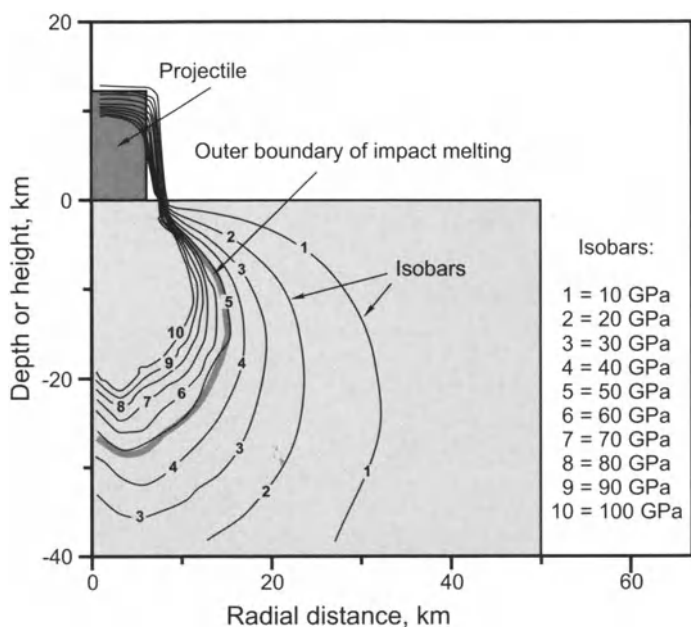 20
Projectile
Outer boundary of impact melting
0
2
1
3
Isobars
Isobars:
5
10
4
9
8
7
6
1 = 10 GPa
2 = 20 GPa
3 = 30 GPa
4 = 40 GPa
5 = 50 GPa
6 = 60 GPa
7 = 70 GPa
8 = 80 GPa
9 = 90 GPa
10 = 100 GPa
-20
4
3
2
1
3
-40
0
20
40
60
Depth or height, km
Radial distance, km